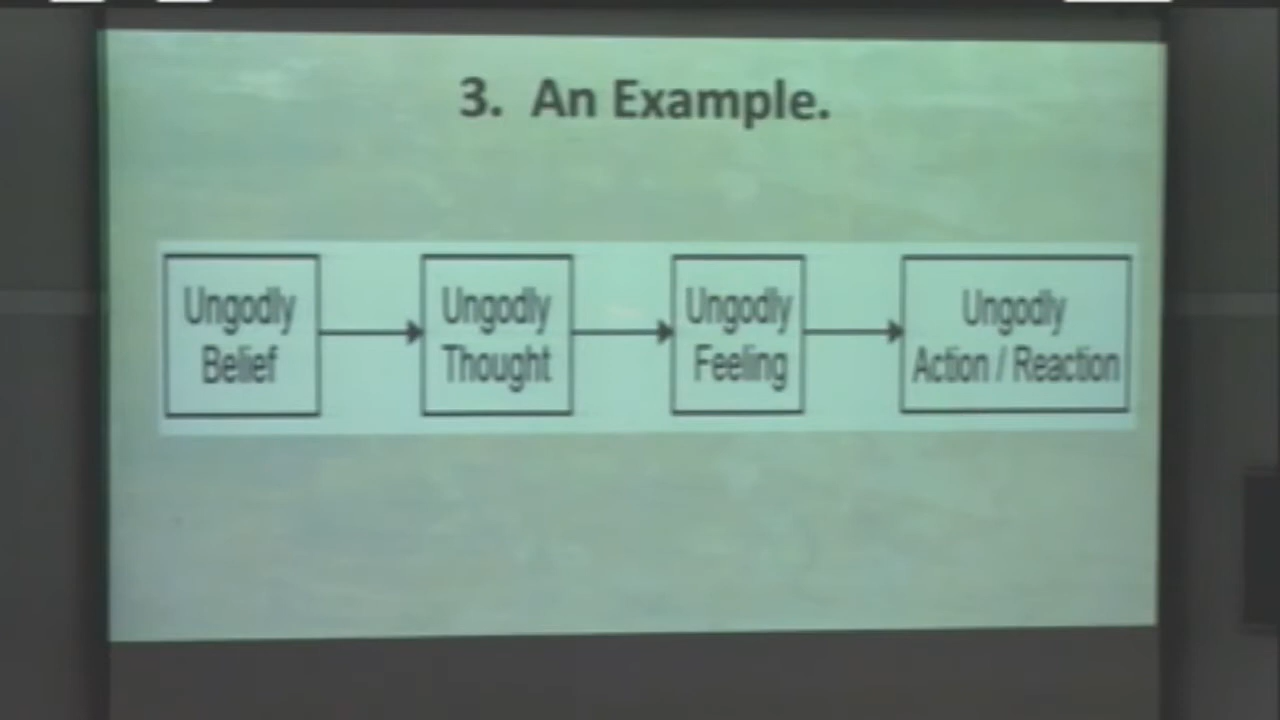 3. An Example.
Ungodly
Belief
Ungodly
Thought
Ungodly
Feeling
Ungodly
Action / Reaction